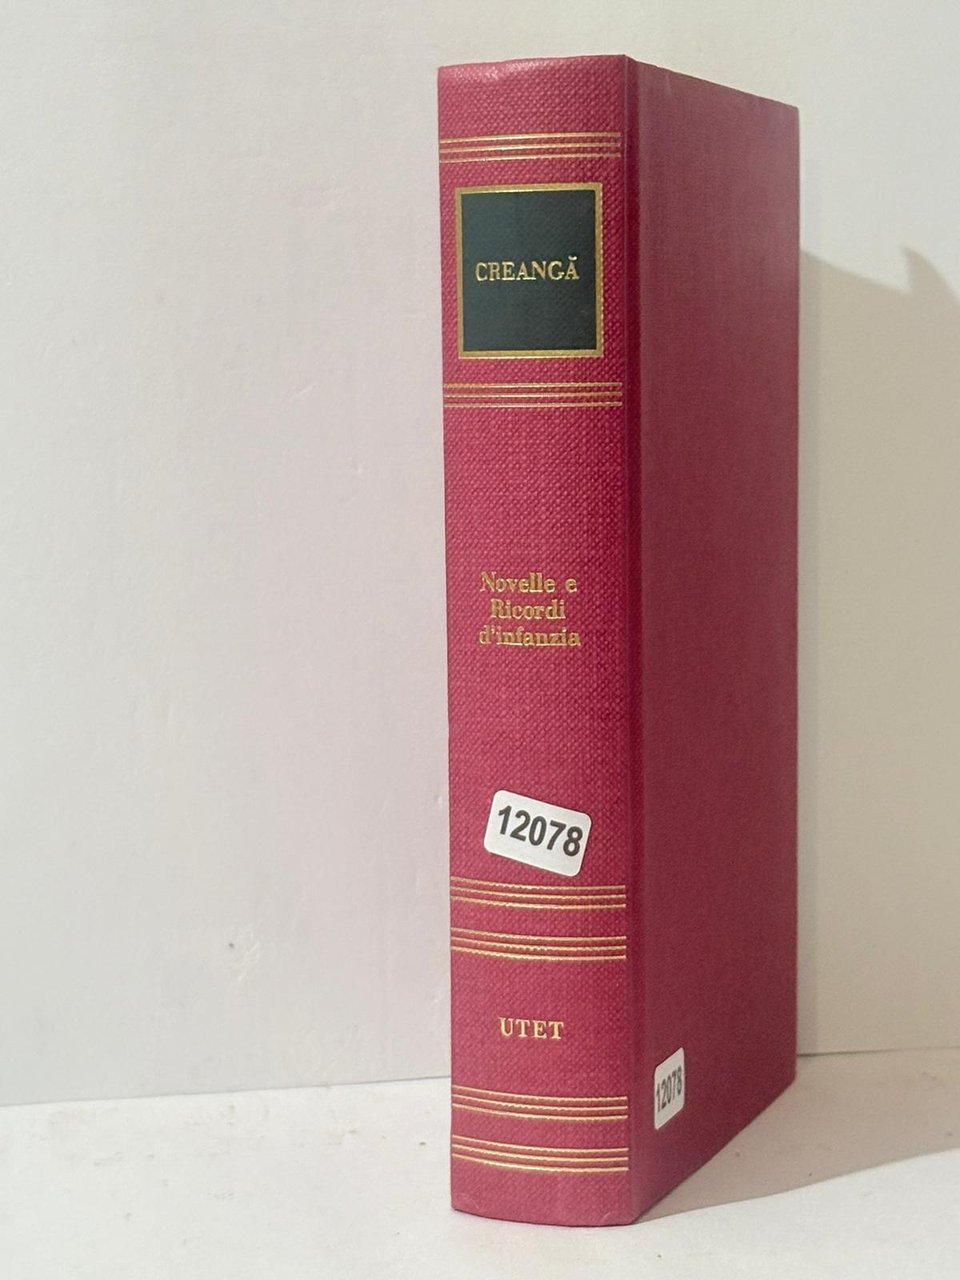 CREANGĂ
Novelle e
Ricordi
d'infanzia
12078
UTET
12078